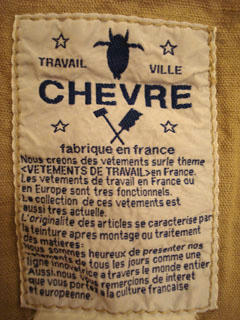 TRAVAIL VILLE
CHEVRE
fabrique en france
Nous creons des vetements surle theme
<VETEMENTS DE TRAVAIL>en France.
Les vetements de travail en France ou
en Europe sont tres fonctionnels.
La collection de ces vetements est
aussi tres actuelle.
L'originalite des articles se caracterise par
la teinture apres montage ou traitement
des matieres:
Nous sommes heureux de presenter nos
vetements de tous les jours comme une
ligne innovatrice a travers le monde entier
Aussi.nous vous remercions de interet
que vous portez a la culture francaise
et europeenne.